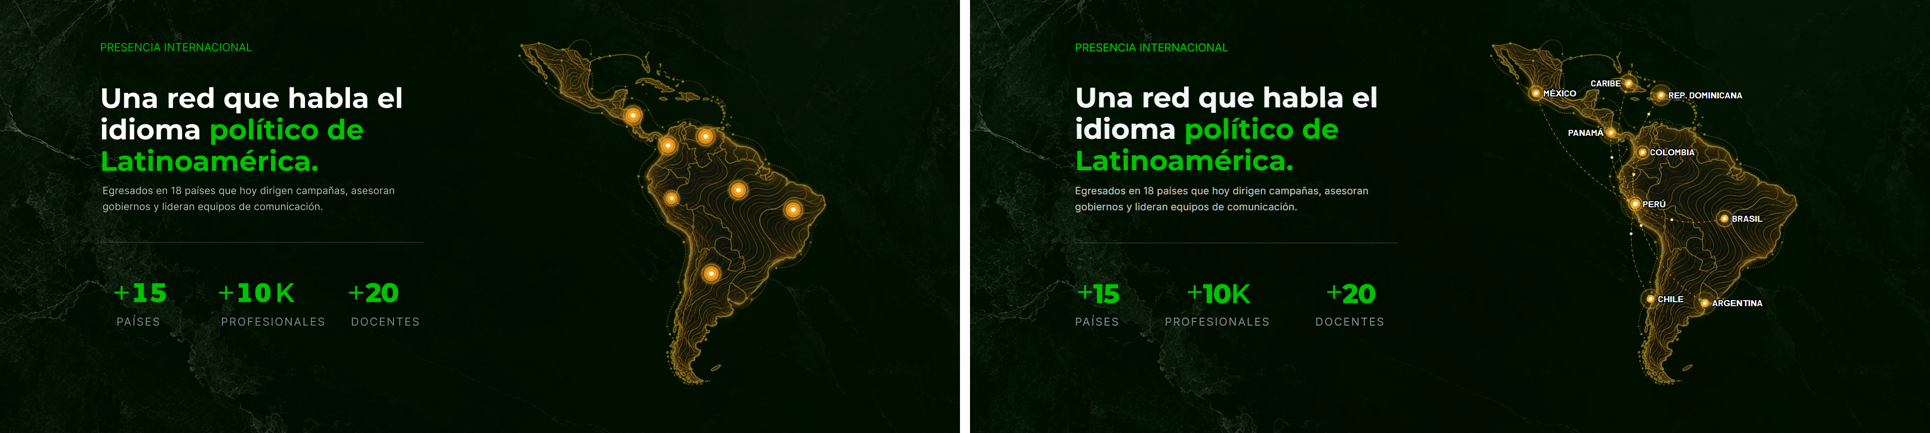 PRESENCIA INTERNACIONAL
Una red que habla el
idioma político de
Latinoamérica.
Egresados en 18 países que hoy dirigen campañas, asesoran
gobiernos y lideran equipos de comunicación.
+15
PAÍSES
+10K
PROFESIONALES
+20
DOCENTES
PRESENCIA INTERNACIONAL
Una red que habla el
idioma político de
Latinoamérica.
Egresados en 18 países que hoy dirigen campañas, asesoran
gobiernos y lideran equipos de comunicación.
+15
PAÍSES
+10K
PROFESIONALES
+20
DOCENTES
CARIBE
MÉXICO
REP. DOMINICANA
PANAMÁ
COLOMBIA
PERÚ
BRASIL
CHILE
ARGENTINA